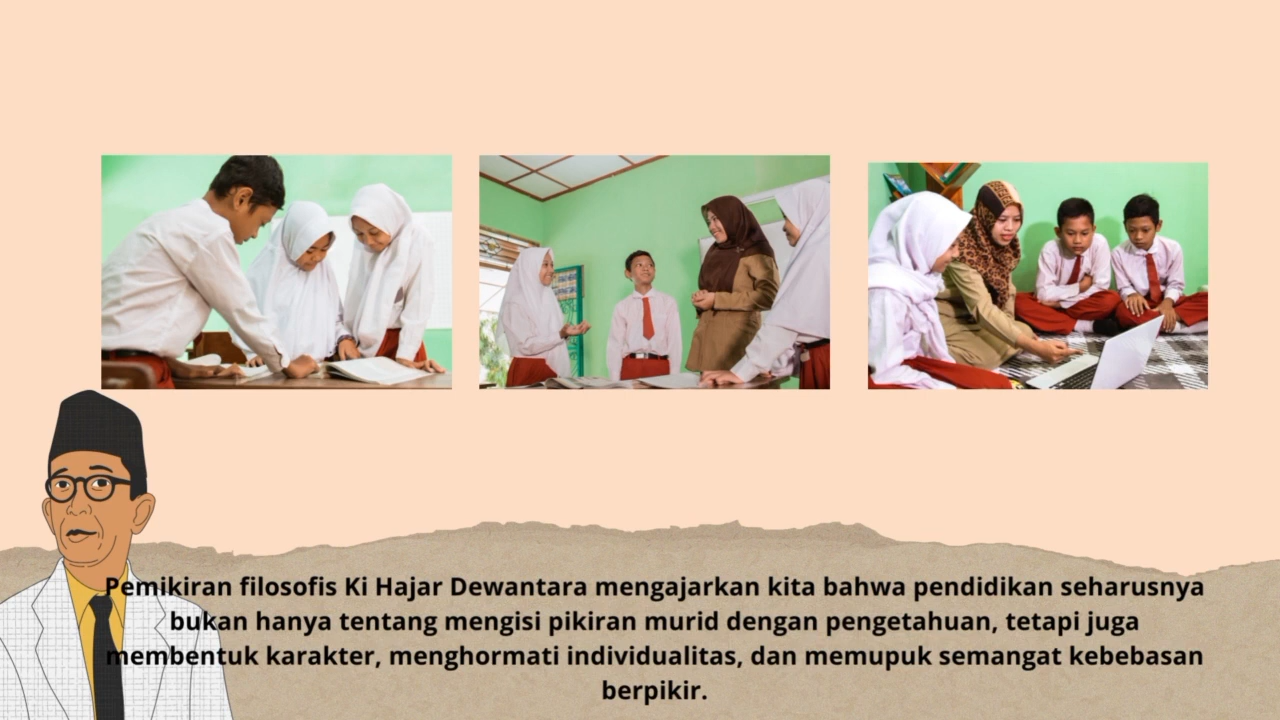 Pemikiran filosofis Ki Hajar Dewantara mengajarkan kita bahwa pendidikan seharusnya
bukan hanya tentang mengisi pikiran murid dengan pengetahuan, tetapi juga
membentuk karakter, menghormati individualitas, dan memupuk semangat kebebasan
berpikir.